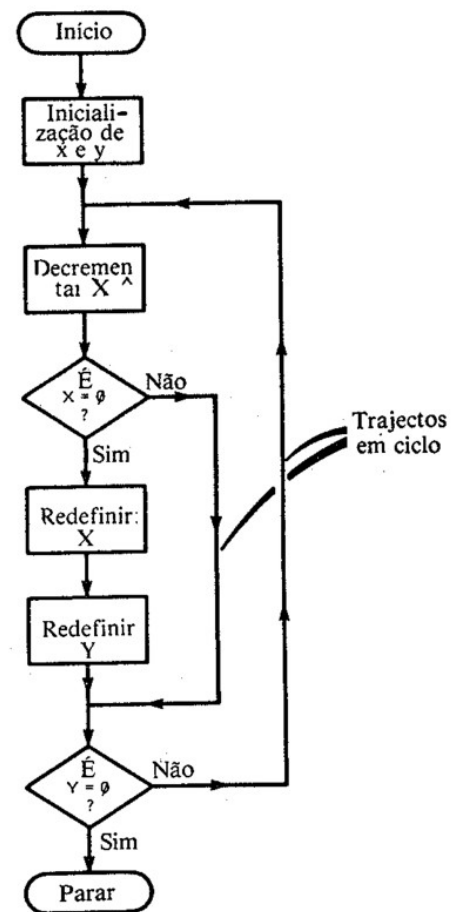 Início
Iniciali-
zação de
x e y
Decremen
tai X ^
É
X = Ø
?
Não
Sim
Trajectos
em ciclo
Redefinir:
X
Redefinir
Y
É
Y = Ø
?
Não
Sim
Parar